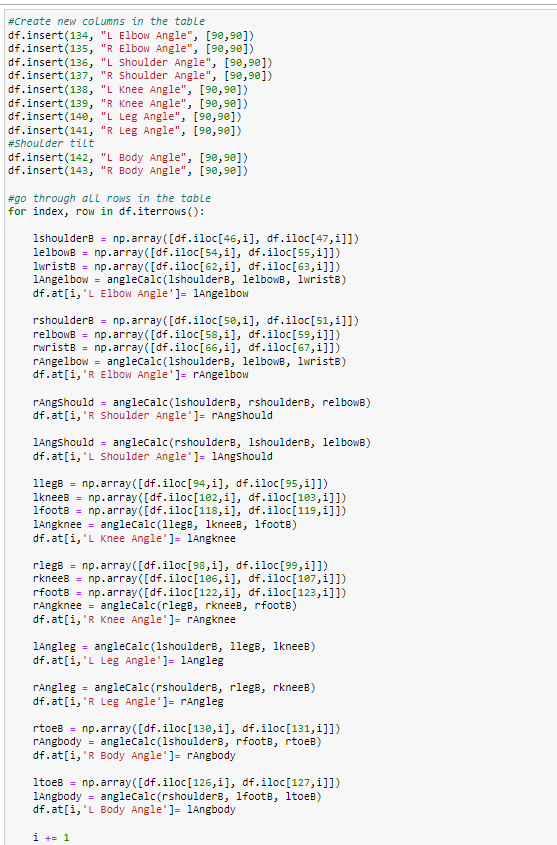 #Create new columns in the table
df.insert(134, "L Elbow Angle", [90,90])
df.insert(135, "R Elbow Angle", [90,90])
df.insert(136, "L Shoulder Angle", [90,90])
df.insert(137, "R Shoulder Angle", [90,90])
df.insert(138, "L Knee Angle", [90,90])
df.insert(139, "R Knee Angle", [90,90])
df.insert(140, "L Leg Angle", [90,90])
df.insert(141, "R Leg Angle", [90,90])
#Shoulder tilt
df.insert(142, "L Body Angle", [90,90])
df.insert(143, "R Body Angle", [90,90])

#go through all rows in the table
for index, row in df.iterrows():

    lshoulderB = np.array([df.iloc[46,i], df.iloc[47,i]])
    lelbowB = np.array([df.iloc[54,i], df.iloc[55,i]])
    lwristB = np.array([df.iloc[62,i], df.iloc[63,i]])
    lAngelbow = angleCalc(lshoulderB, lelbowB, lwristB)
    df.at[i,'L Elbow Angle']= lAngelbow

    rshoulderB = np.array([df.iloc[50,i], df.iloc[51,i]])
    relbowB = np.array([df.iloc[58,i], df.iloc[59,i]])
    rwristB = np.array([df.iloc[66,i], df.iloc[67,i]])
    rAngelbow = angleCalc(lshoulderB, lelbowB, lwristB)
    df.at[i,'R Elbow Angle']= rAngelbow

    rAngShould = angleCalc(lshoulderB, rshoulderB, relbowB)
    df.at[i,'R Shoulder Angle']= rAngShould

    lAngShould = angleCalc(rshoulderB, lshoulderB, lelbowB)
    df.at[i,'L Shoulder Angle']= lAngShould

    llegB = np.array([df.iloc[94,i], df.iloc[95,i]])
    lkneeB = np.array([df.iloc[102,i], df.iloc[103,i]])
    lfootB = np.array([df.iloc[118,i], df.iloc[119,i]])
    lAngknee = angleCalc(llegB, lkneeB, lfootB)
    df.at[i,'L Knee Angle']= lAngknee

    rlegB = np.array([df.iloc[98,i], df.iloc[99,i]])
    rkneeB = np.array([df.iloc[106,i], df.iloc[107,i]])
    rfootB = np.array([df.iloc[122,i], df.iloc[123,i]])
    rAngknee = angleCalc(rlegB, rkneeB, rfootB)
    df.at[i,'R Knee Angle']= rAngknee

    lAngleg = angleCalc(lshoulderB, llegB, lkneeB)
    df.at[i,'L Leg Angle']= lAngleg

    rAngleg = angleCalc(rshoulderB, rlegB, rkneeB)
    df.at[i,'R Leg Angle']= rAngleg

    rtoeB = np.array([df.iloc[130,i], df.iloc[131,i]])
    rAngbody = angleCalc(lshoulderB, rfootB, rtoeB)
    df.at[i,'R Body Angle']= rAngbody

    ltoeB = np.array([df.iloc[126,i], df.iloc[127,i]])
    lAngbody = angleCalc(rshoulderB, lfootB, ltoeB)
    df.at[i,'L Body Angle']= lAngbody

    i += 1